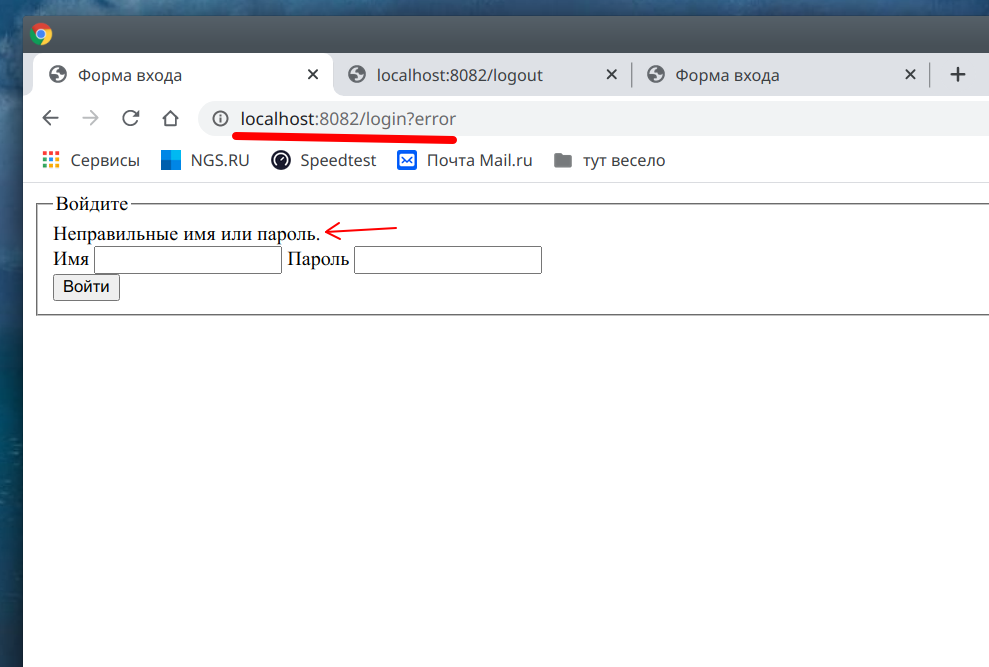 Форма входа localhost:8082/logout Форма входа
localhost:8082/login?error
Сервисы NGS.RU Speedtest Почта Mail.ru тут весело
Войдите
Неправильные имя или пароль.
Имя Пароль
Войти